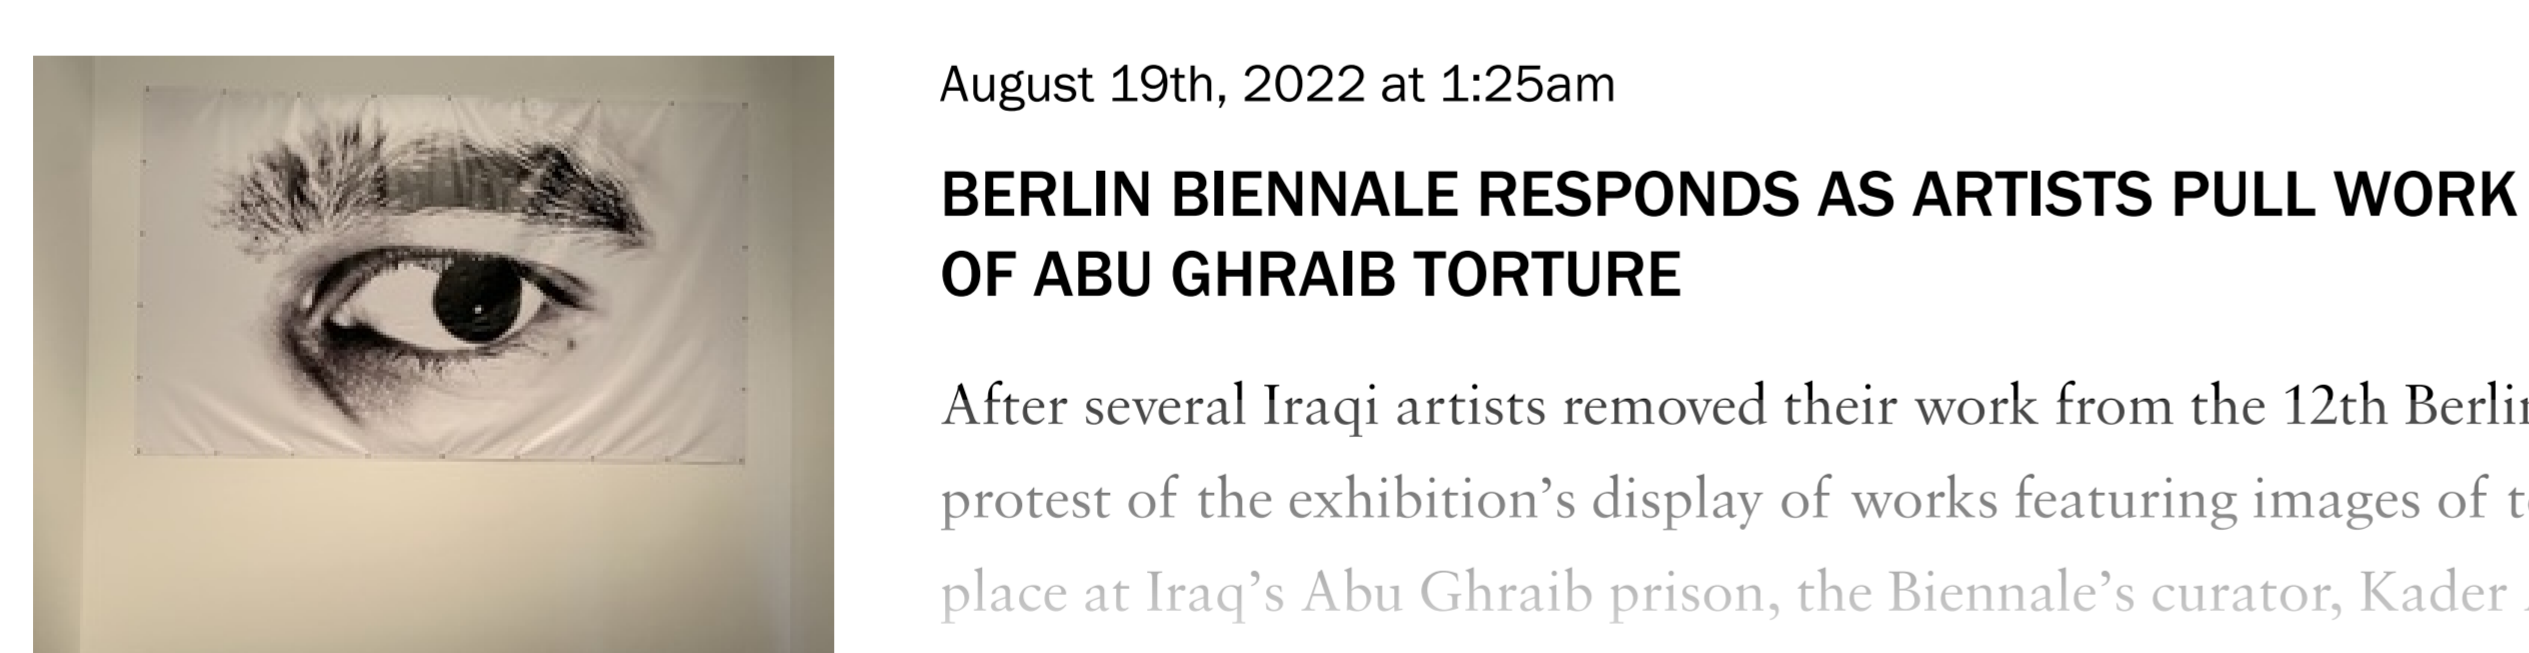 August 19th, 2022 at 1:25am
BERLIN BIENNALE RESPONDS AS ARTISTS PULL WORK
OF ABU GHRAIB TORTURE
After several Iraqi artists removed their work from the 12th
protest of the exhibition’s display of works featuring images of
place at Iraq’s Abu Ghraib prison, the Biennale’s curator, Kader